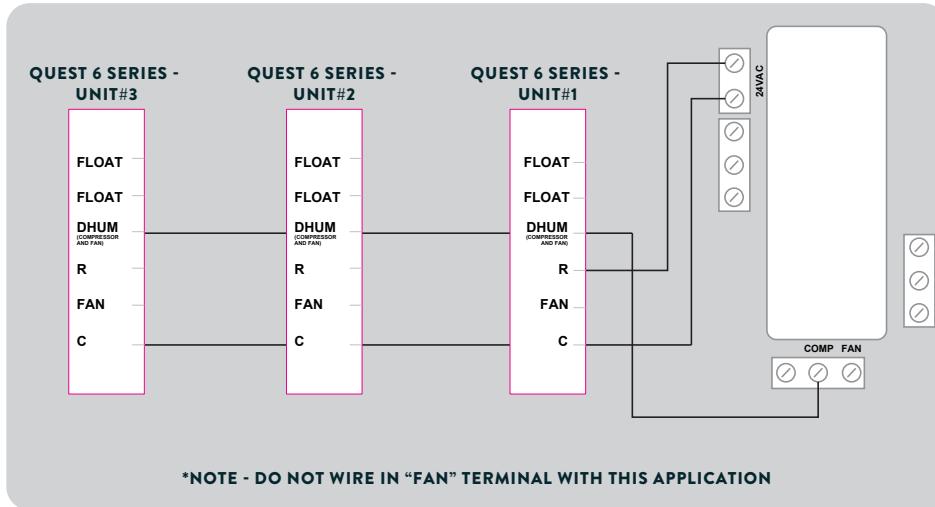 QUEST 6 SERIES -
UNIT#3
QUEST 6 SERIES -
UNIT#2
QUEST 6 SERIES -
UNIT#1
FLOAT
FLOAT
DHUM
(COMPRESSOR
AND FAN)
R
FAN
C
FLOAT
FLOAT
DHUM
(COMPRESSOR
AND FAN)
R
FAN
C
FLOAT
FLOAT
DHUM
(COMPRESSOR
AND FAN)
R
FAN
C
24VAC
COMP FAN
*NOTE - DO NOT WIRE IN “FAN” TERMINAL WITH THIS APPLICATION